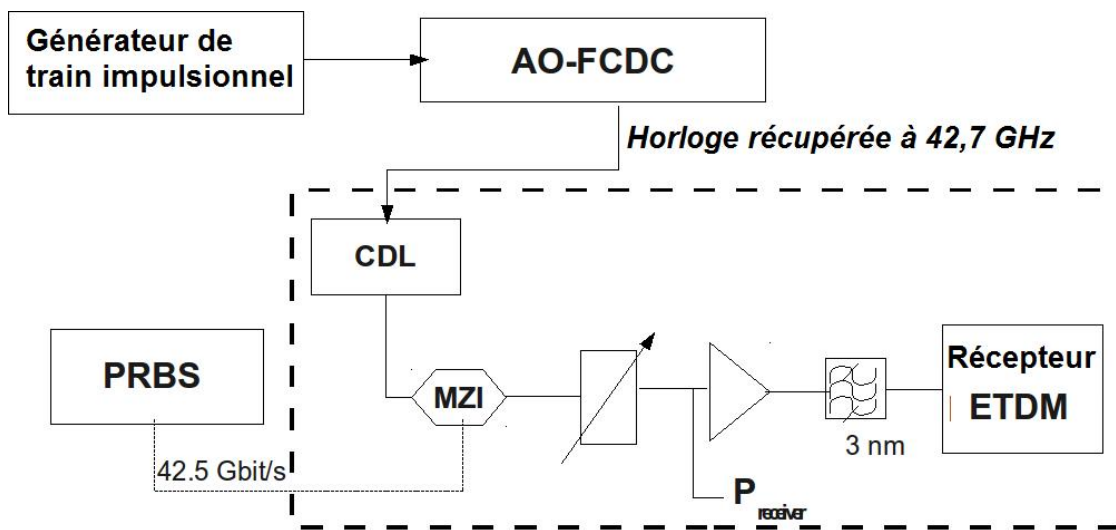 Générateur de
train impulsionnel
AO-FCDC
Horloge récupérée à 42,7 GHz
CDL
PRBS
MZI
Récepteur
ETDM
3 nm
42.5 Gbit/s
P receiver